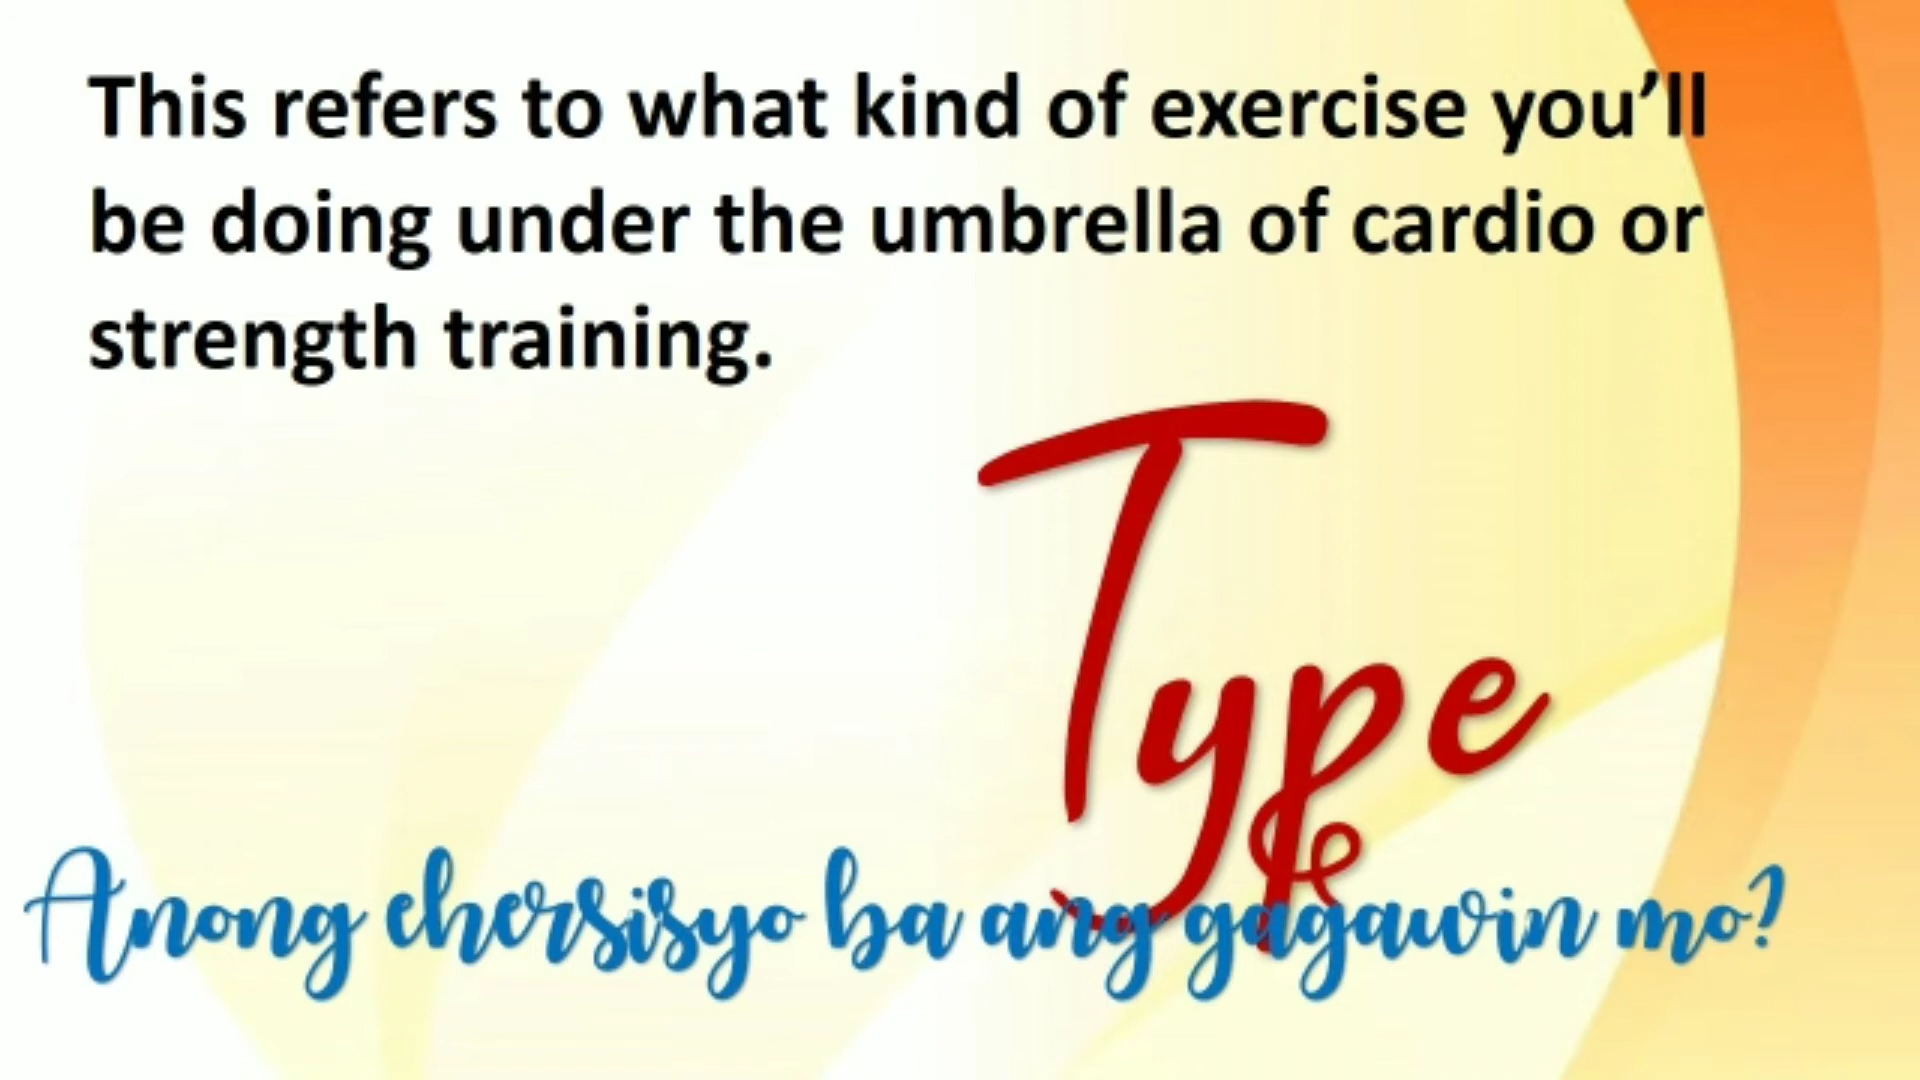 This refers to what kind of exercise you’ll
be doing under the umbrella of cardio or
strength training.
Type
Anong ehersisyo ba ang gagawin mo?